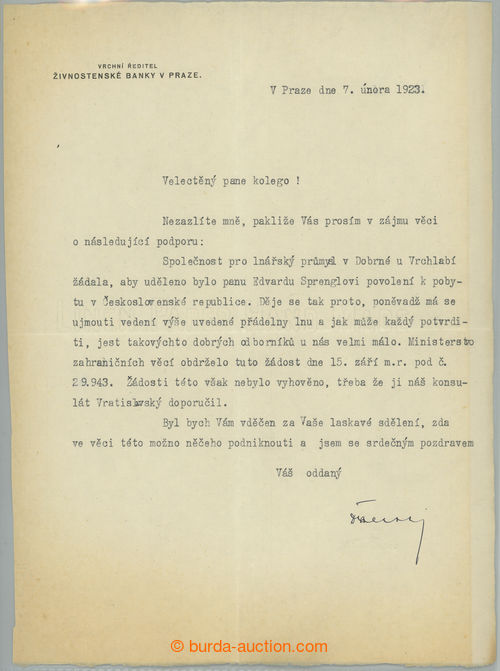 VRCHNÍ ŘEDITEL
ŽIVNOSTENSKÉ BANKY V PRAZE.
V Praze dne 7. února 1923.
Velectěný pane kolego !
Nezazlíte mně, pakliže Vás prosím v zájmu věci
o následující podporu:
Společnost pro lnářský průmysl v Dobrné u Vrchlabí
žádala, aby uděleno bylo panu Edvardu Sprenglovi povolení k poby-
tu v Československé republice. Děje se tak proto, poněvadž má se
ujmouti vedení výše uvedené přádelny lnu a jak může každý potvrdi-
ti, jest takovýchto dobrých odborníků u nás velmi málo. Ministerstvo
zahraničních věcí obdrželo tuto žádost dne 15. září m.r. pod č.
29.943. Žádosti této však nebylo vyhověno, třeba že ji náš konsu-
lát Vratislavský doporučil.
Byl bych Vám vděčen za Vaše laskavé sdělení, zda
ve věci této možno něčeho podniknouti a jsem se srdečným pozdravem
Váš oddaný
© burda-auction.com